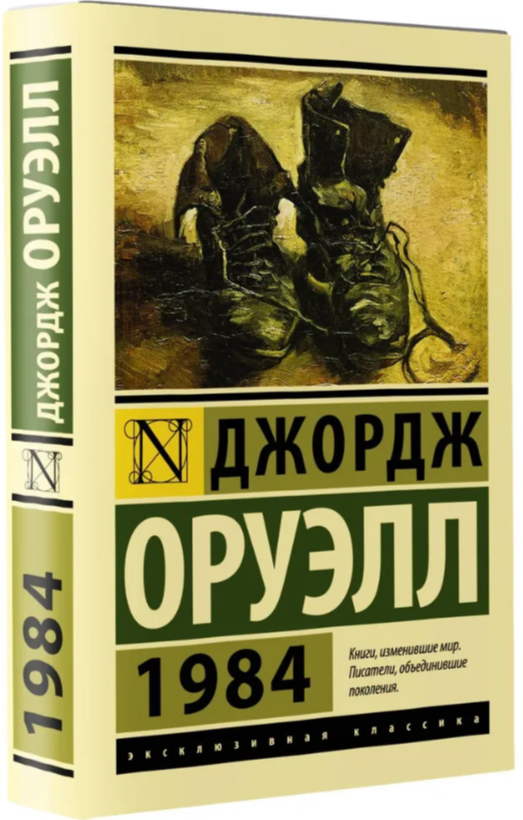 ДЖОРДЖ ОРУЭЛЛ
N
1984
N
ДЖОРДЖ
ОРУЭЛЛ
1984
Книги, изменившие мир.
Писатели, объединившие
поколения.
эксклюзивная классика